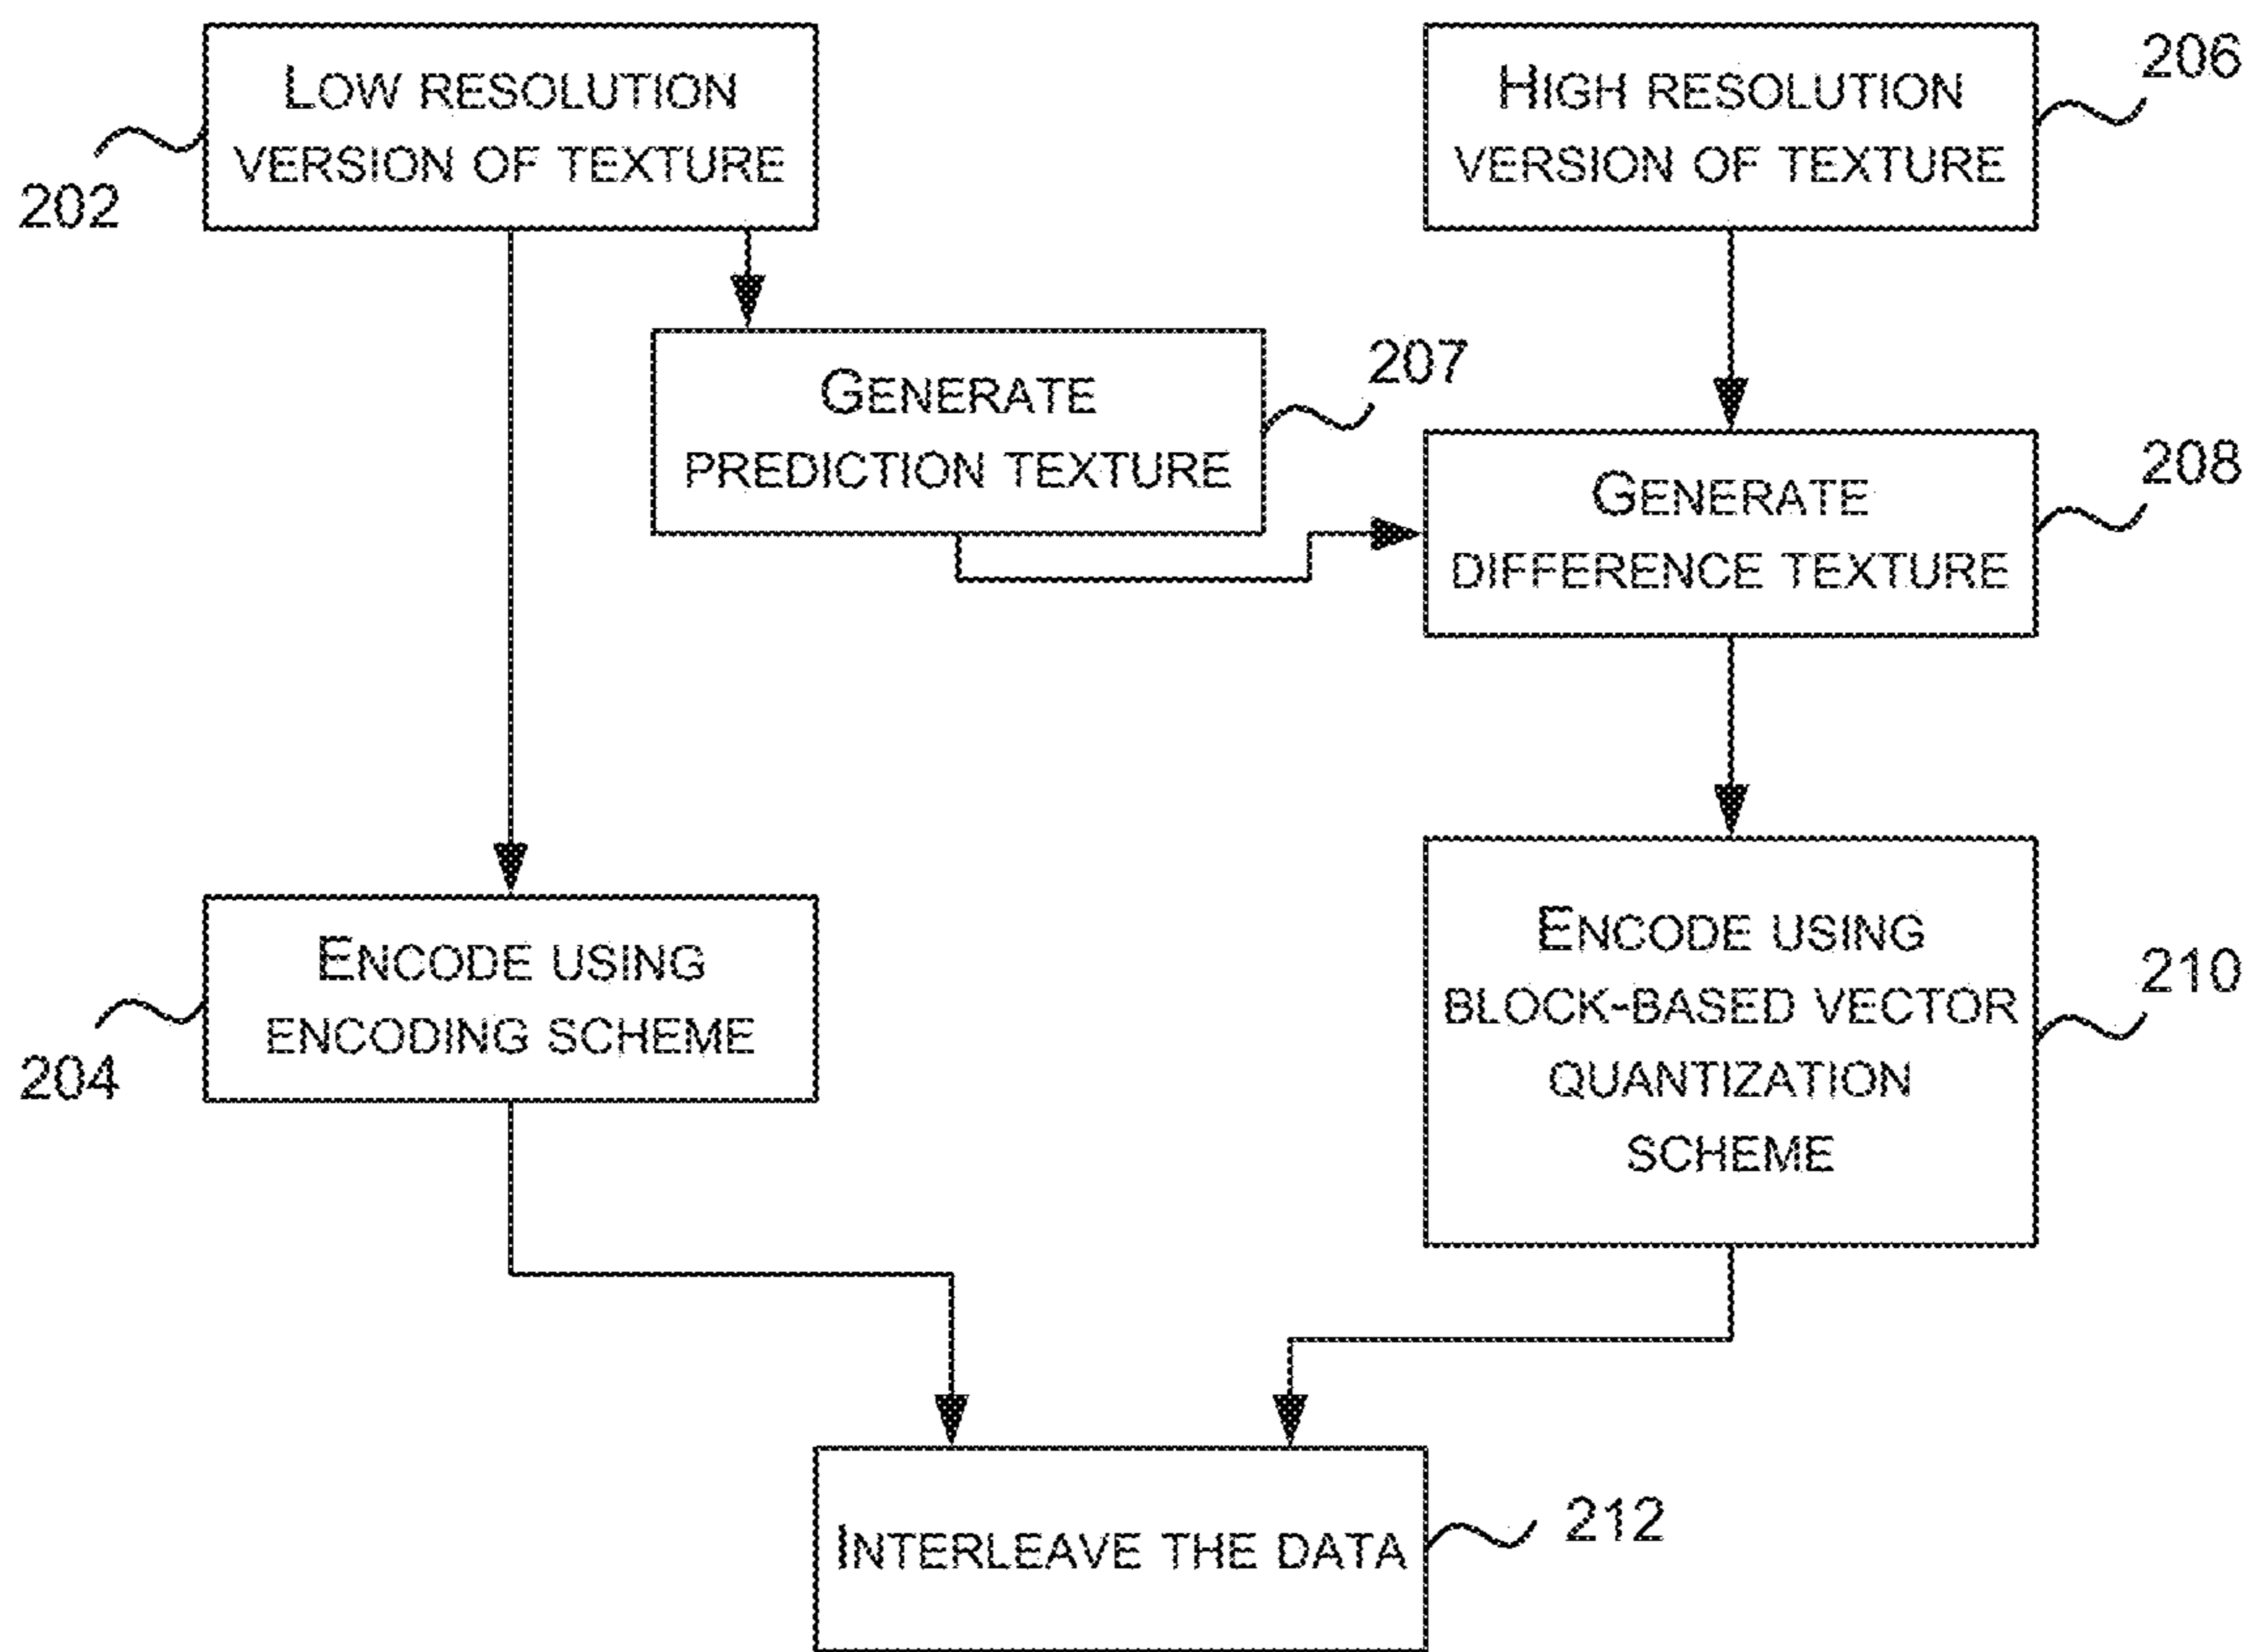 LOW RESOLUTION
VERSION OF TEXTURE
202
HIGH RESOLUTION
VERSION OF TEXTURE
206
GENERATE
PREDICTION TEXTURE
207
GENERATE
DIFFERENCE TEXTURE
208
ENCODE USING
ENCODING SCHEME
204
ENCODE USING
BLOCK-BASED VECTOR
QUANTIZATION
SCHEME
210
INTERLEAVE THE DATA
212